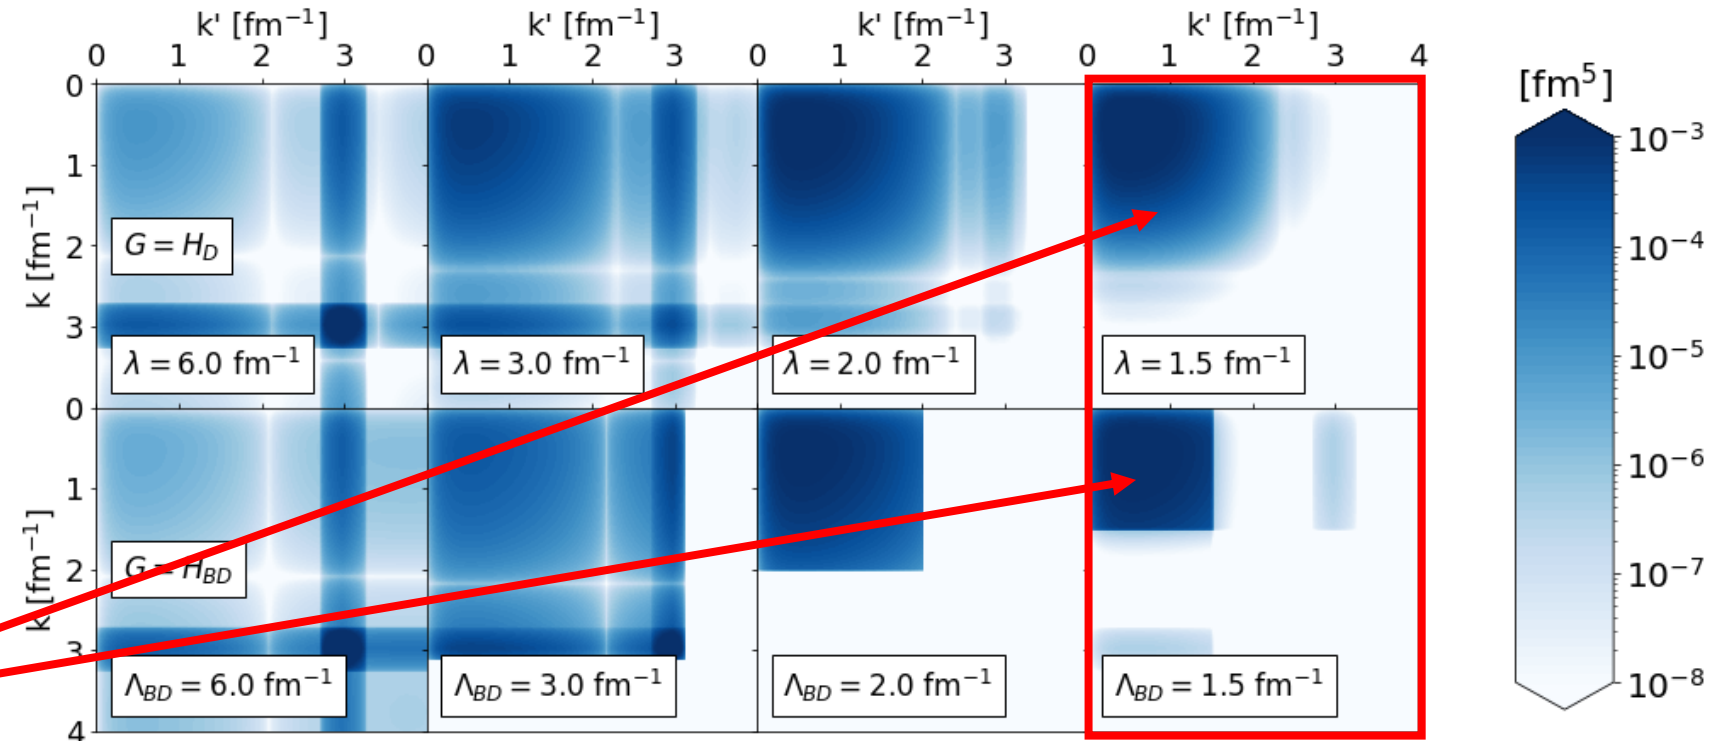 k' [fm⁻¹] k' [fm⁻¹] k' [fm⁻¹] k' [fm⁻¹]
0 1 2 3 0 1 2 3 0 1 2 3 0 1 2 3 4
[fm⁵]
k [fm⁻¹]
0
1
2
3
G = H_D
λ = 6.0 fm⁻¹
λ = 3.0 fm⁻¹
λ = 2.0 fm⁻¹
λ = 1.5 fm⁻¹
k [fm⁻¹]
0
1
2
3
4
G = H_BD
Λ_BD = 6.0 fm⁻¹
Λ_BD = 3.0 fm⁻¹
Λ_BD = 2.0 fm⁻¹
Λ_BD = 1.5 fm⁻¹
10⁻³
10⁻⁴
10⁻⁵
10⁻⁶
10⁻⁷
10⁻⁸